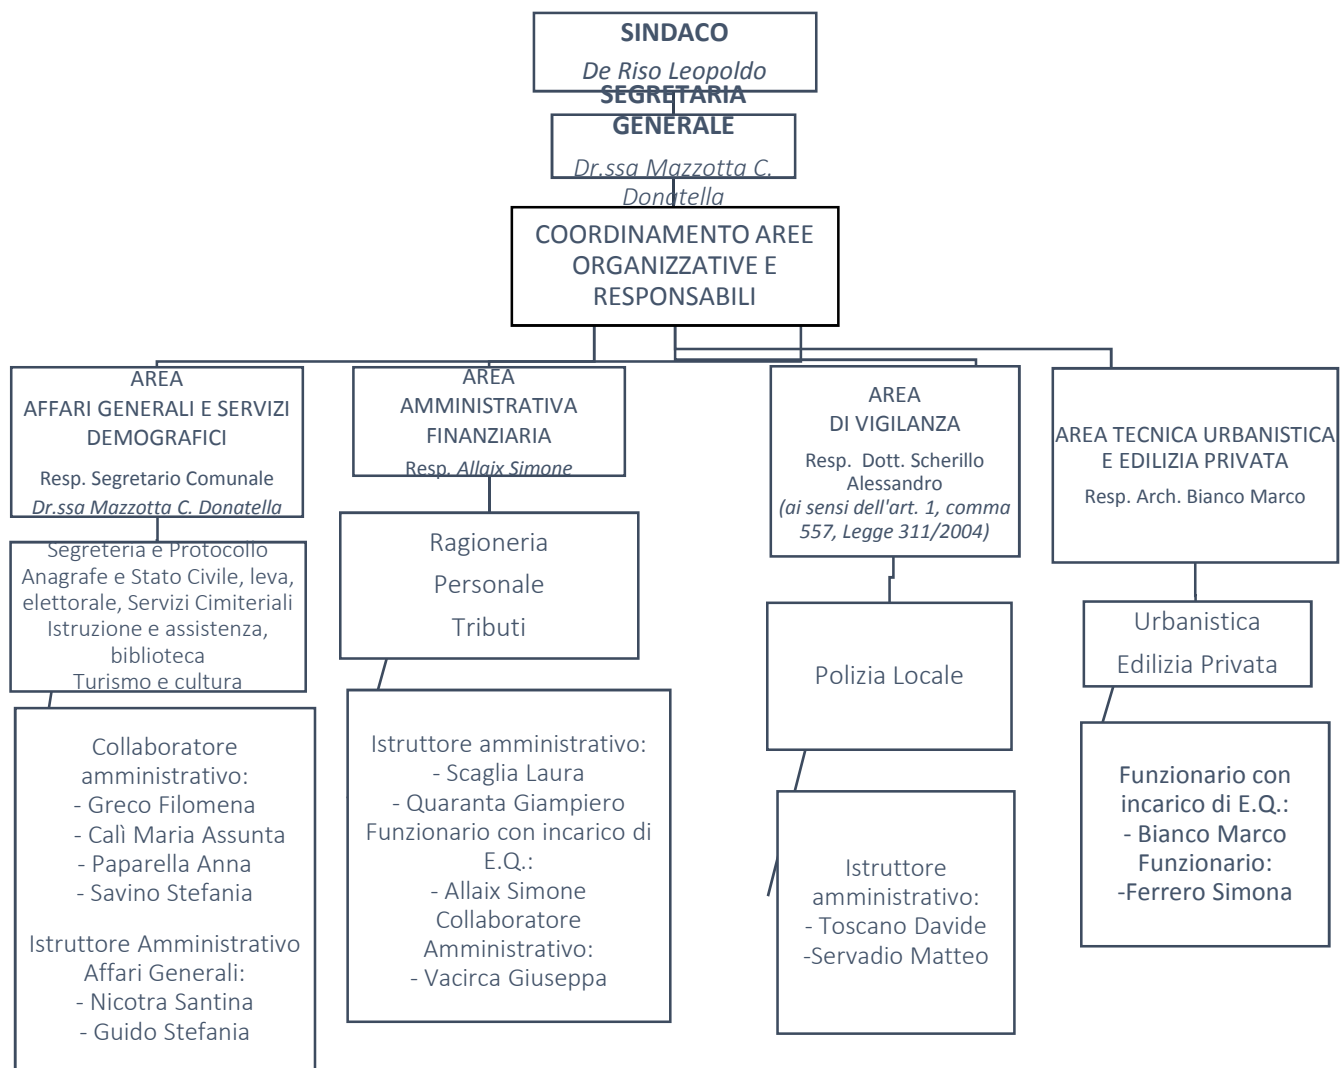 SINDACO
De Riso Leopoldo
SEGRETARIA
GENERALE
Dr.ssa Mazzotta C.
Donatella
COORDINAMENTO AREE
ORGANIZZATIVE E
RESPONSABILI
AREA
AFFARI GENERALI E SERVIZI
DEMOGRAFICI
Resp. Segretario Comunale
Dr.ssa Mazzotta C. Donatella
Segreteria e Protocollo
Anagrafe e Stato Civile, leva,
elettorale, Servizi Cimiteriali
Istruzione e assistenza,
biblioteca
Turismo e cultura
Collaboratore
amministrativo:
- Greco Filomena
- Calì Maria Assunta
- Paparella Anna
- Savino Stefania
Istruttore Amministrativo
Affari Generali:
- Nicotra Santina
- Guido Stefania
AREA
AMMINISTRATIVA
FINANZIARIA
Resp. Allaix Simone
Ragioneria
Personale
Tributi
Istruttore amministrativo:
- Scaglia Laura
- Quaranta Giampiero
Funzionario con incarico di
E.Q.:
- Allaix Simone
Collaboratore
Amministrativo:
- Vacirca Giuseppa
AREA
DI VIGILANZA
Resp. Dott. Scherillo
Alessandro
(ai sensi dell'art. 1, comma
557, Legge 311/2004)
Polizia Locale
Istruttore
amministrativo:
- Toscano Davide
-Servadio Matteo
AREA TECNICA URBANISTICA
E EDILIZIA PRIVATA
Resp. Arch. Bianco Marco
Urbanistica
Edilizia Privata
Funzionario con
incarico di E.Q.:
- Bianco Marco
Funzionario:
-Ferrero Simona